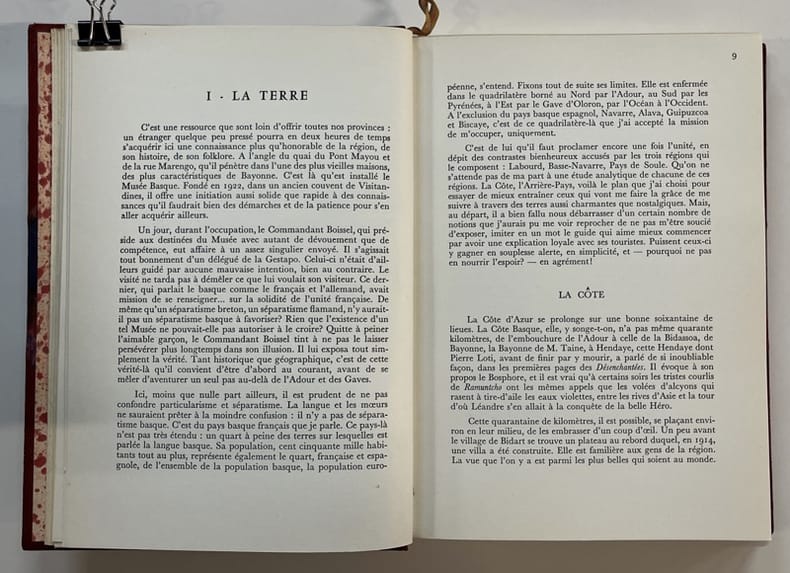 I - LA TERRE
C'est une ressource que sont loin d'offrir toutes nos provinces :
un étranger quelque peu pressé pourra en deux heures de temps
s'acquérir ici une connaissance plus qu'honorable de la région, de
son histoire, de son folklore. A l'angle du quai du Pont Mayou et
de la rue Marengo, qu'il pénètre dans l'une des plus vieilles maisons,
des plus caractéristiques de Bayonne. C'est là qu'est installé le
Musée Basque. Fondé en 1922, dans un ancien couvent de Visitan-
dines, il offre une initiation aussi solide que rapide à des connais-
sances qu'il faudrait bien des démarches et de la patience pour s'en
aller acquérir ailleurs.
Un jour, durant l'occupation, le Commandant Boissel, qui pré-
side aux destinées du Musée avec autant de dévouement que de
compétence, eut affaire à un assez singulier envoyé. Il s'agissait
tout bonnement d'un délégué de la Gestapo. Celui-ci n'était d'ail-
leurs guidé par aucune mauvaise intention, bien au contraire. Le
visité ne tarda pas à démêler ce que lui voulait son visiteur. Ce der-
nier, qui parlait le basque comme le français et l'allemand, avait
mission de se renseigner... sur la solidité de l'unité française. De
même qu'un séparatisme breton, un séparatisme flamand, n'y aurait-
il pas un séparatisme basque à favoriser? Rien que l'existence d'un
tel Musée ne pouvait-elle pas autoriser à le croire? Quitte à peiner
l'aimable garçon, le Commandant Boissel tint à ne pas le laisser
persévérer plus longtemps dans son illusion. Il lui exposa tout sim-
plement la vérité. Tant historique que géographique, c'est de cette
vérité-là qu'il convient d'être d'abord au courant, avant de se
mêler d'aventurer un seul pas au-delà de l'Adour et des Gaves.
Ici, moins que nulle part ailleurs, il est prudent de ne pas
confondre particularisme et séparatisme. La langue et les mœurs
ne sauraient prêter à la moindre confusion : il n'y a pas de sépara-
tisme basque. C'est du pays basque français que je parle. Ce pays-là
n'est pas très étendu : un quart à peine des terres sur lesquelles est
parlée la langue basque. Sa population, cent cinquante mille habi-
tants tout au plus, représente également le quart, française et espa-
gnole, de l'ensemble de la population basque, la population euro-
9
péenne, s'entend. Fixons tout de suite ses limites. Elle est enfermée
dans le quadrilatère borné au Nord par l'Adour, au Sud par les
Pyrénées, à l'Est par le Gave d'Oloron, par l'Océan à l'Occident.
A l'exclusion du pays basque espagnol, Navarre, Alava, Guipuzcoa
et Biscaye, c'est de ce quadrilatère-là que j'ai accepté la mission
de m'occuper, uniquement.
C'est de lui qu'il faut proclamer encore une fois l'unité, en
dépit des contrastes bienheureux accusés par les trois régions qui
le composent : Labourd, Basse-Navarre, Pays de Soule. Qu'on ne
s'attende pas de ma part à une étude analytique de chacune de ces
régions. La Côte, l'Arrière-Pays, voilà le plan que j'ai choisi pour
essayer de mieux entraîner ceux qui vont me faire la grâce de me
suivre à travers des terres aussi charmantes que nostalgiques. Mais,
au départ, il a bien fallu nous débarrasser d'un certain nombre de
notions que j'aurais pu me voir reprocher de ne pas m'être soucié
d'exposer, imiter en un mot le guide qui aime mieux commencer
par avoir une explication loyale avec ses touristes. Puissent ceux-ci
y gagner en souplesse alerte, en simplicité, et — pourquoi ne pas
en nourrir l'espoir? — en agrément!
LA CÔTE
La Côte d'Azur se prolonge sur une bonne soixantaine de
lieues. La Côte Basque, elle, y songe-t-on, n'a pas même quarante
kilomètres, de l'embouchure de l'Adour à celle de la Bidassoa, de
Bayonne, la Bayonne de M. Taine, à Hendaye, cette Hendaye dont
Pierre Loti, avant de finir par y mourir, a parlé de si inoubliable
façon, dans les premières pages des Désenchantées. Il évoque à son
propos le Bosphore, et il est vrai qu'à certains soirs les tristes courlis
de Ramuntcho ont les mêmes appels que les volées d'alcyons qui
rasent à tire-d'aile les eaux violettes, entre les rives d'Asie et la tour
d'où Léandre s'en allait à la conquête de la belle Héro.
Cette quarantaine de kilomètres, il est possible, se plaçant envi-
ron en leur milieu, de les embrasser d'un coup d'œil. Un peu avant
le village de Bidart se trouve un plateau au rebord duquel, en 1914,
une villa a été construite. Elle est familière aux gens de la région.
La vue que l'on y a est parmi les plus belles qui soient au monde.